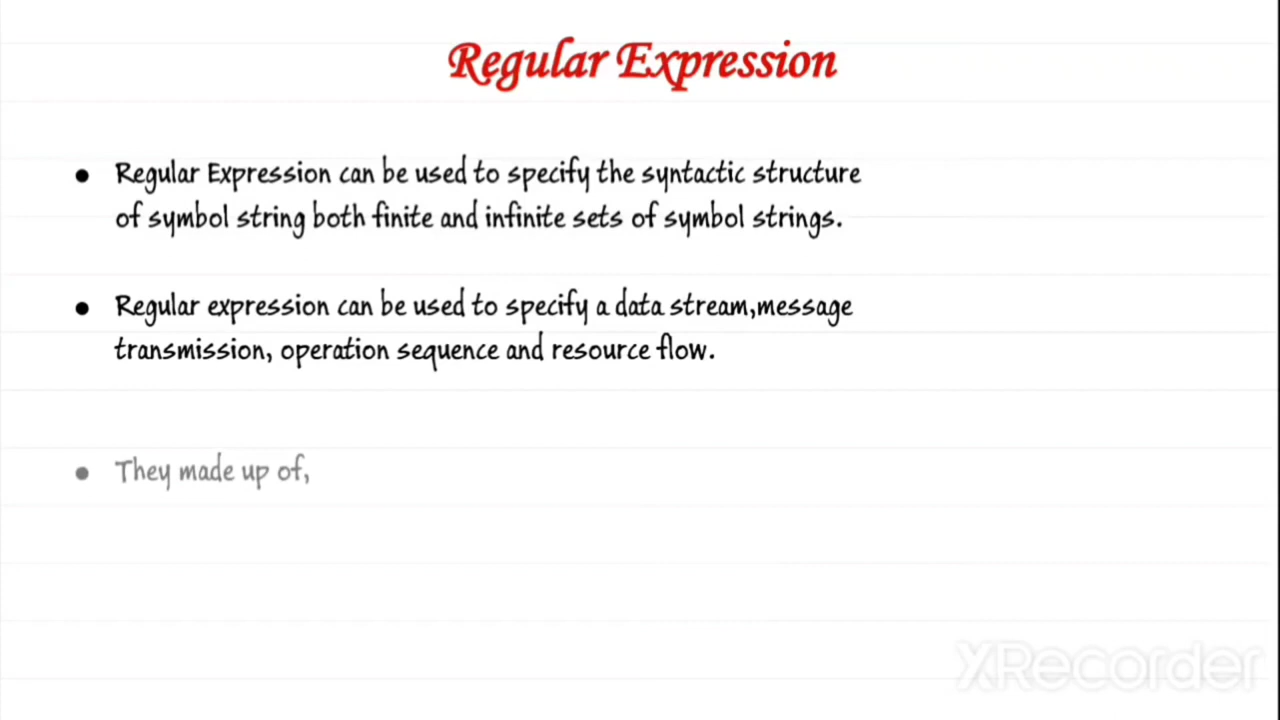 Regular Expression
• Regular Expression can be used to specify the syntactic structure
of symbol string both finite and infinite sets of symbol strings.
• Regular expression can be used to specify a data stream,message
transmission, operation sequence and resource flow.
• They made up of,
XRecorder